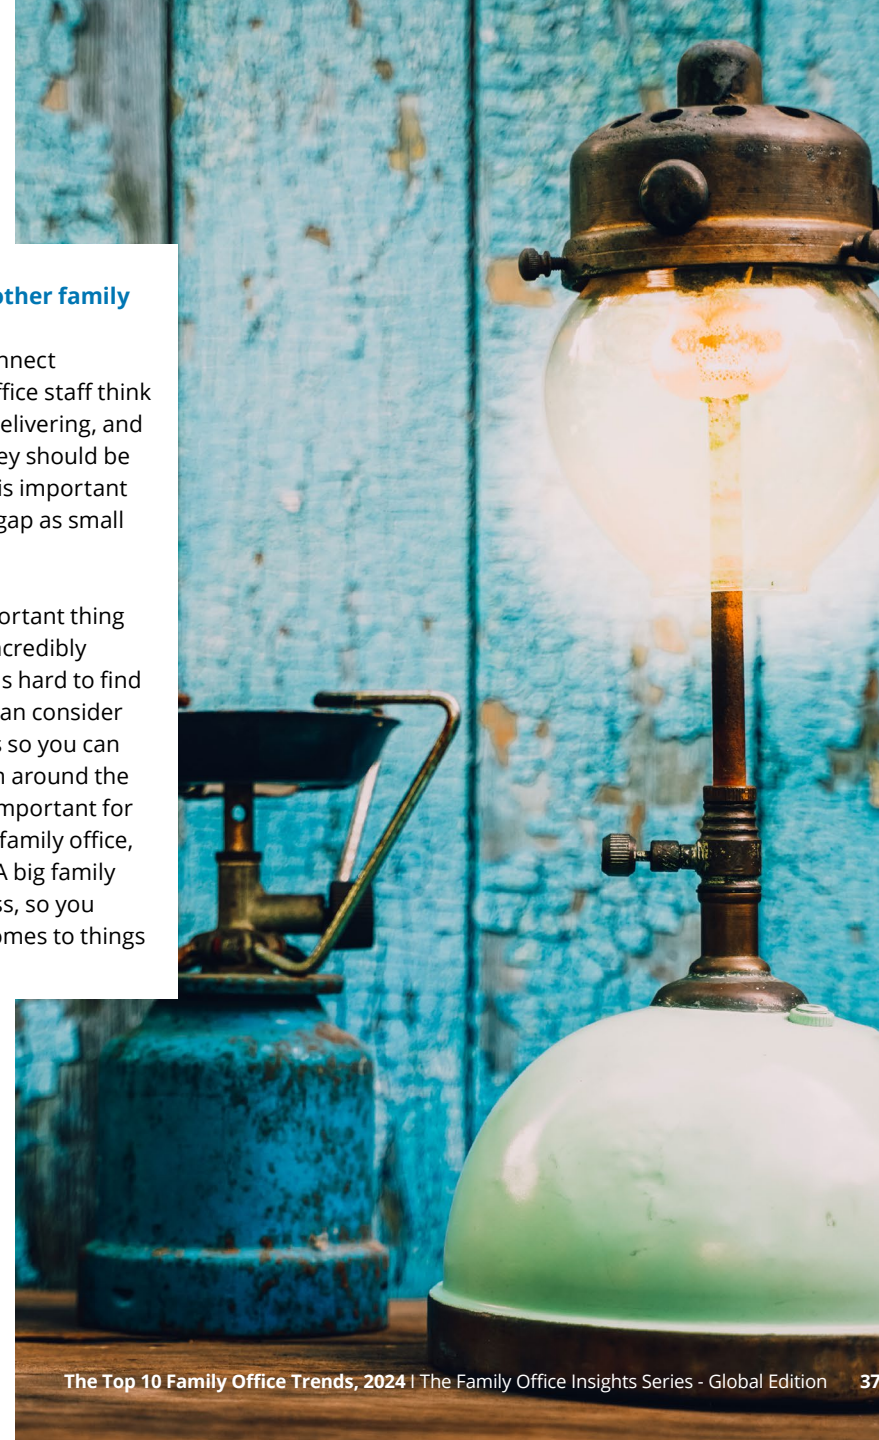 other family
nnect
ffice staff think
elivering, and
ey should be
is important
gap as small
ortant thing
ncredibly
s hard to find
an consider
s so you can
n around the
mportant for
family office,
A big family
ss, so you
omes to things
The Top 10 Family Office Trends, 2024 | The Family Office Insights Series - Global Edition 37